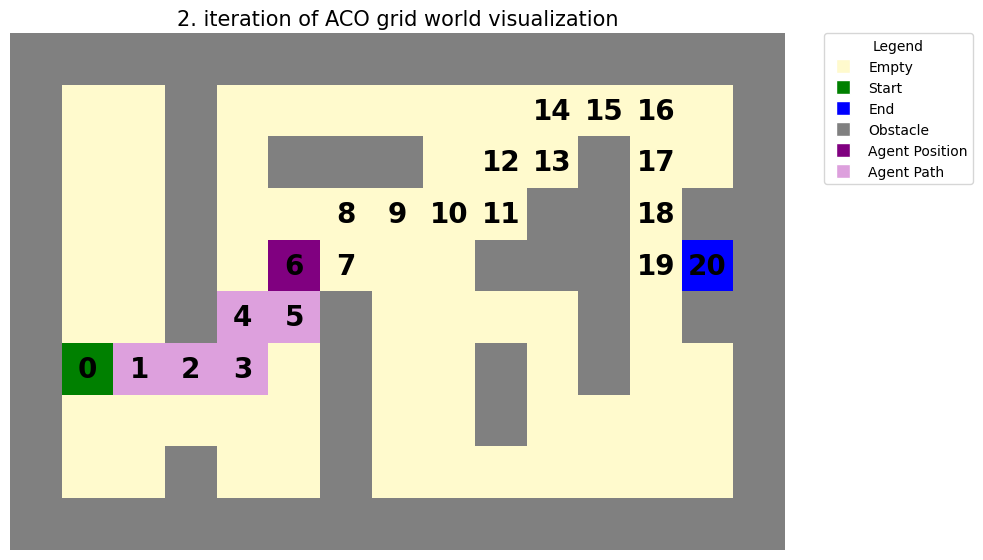 2. iteration of ACO grid world visualization
Legend
Empty
Start
End
Obstacle
Agent Position
Agent Path
14 15 16
12 13 17
8 9 10 11 18
6 7 19 20
4 5
0 1 2 3